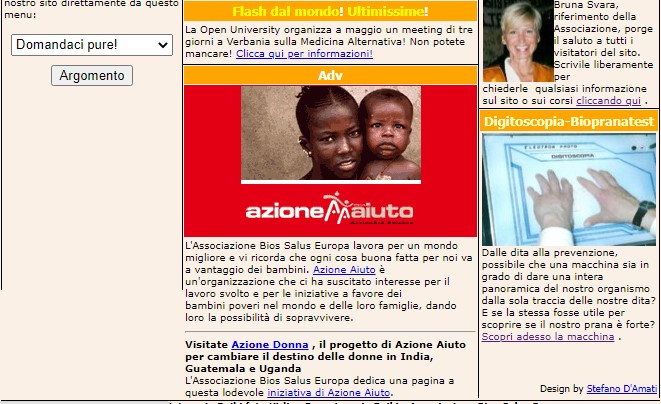 nostro sito direttamente da questo
menu:
Domandaci pure!
Argomento
Flash dal mondo! Ultimissime!
La Open University organizza a maggio un meeting di tre
giorni a Verbania sulla Medicina Alternativa! Non potete
mancare! Clicca qui per informazioni!
Adv
azione aiuto
L'Associazione Bios Salus Europa lavora per un mondo
migliore e vi ricorda che ogni cosa buona fatta per noi va
a vantaggio dei bambini. Azione Aiuto è
un'organizzazione che ci ha suscitato interesse per il
lavoro svolto e per le iniziative a favore dei
bambini poveri nel mondo e delle loro famiglie, dando
loro la possibilità di sopravvivere.
Visitate Azione Donna , il progetto di Azione Aiuto
per cambiare il destino delle donne in India,
Guatemala e Uganda
L'Associazione Bios Salus Europa dedica una pagina a
questa lodevole iniziativa di Azione Aiuto.
Bruna Svara,
riferimento della
Associazione, porge
il saluto a tutti i
visitatori del sito.
Scrivile liberamente
per
chiederle qualsiasi informazione
sul sito o sui corsi cliccando qui .
Digitoscopia-Biopranatest
DIGITOSCOPIA
Dalle dita alla prevenzione,
possibile che una macchina sia in
grado di dare una intera
panoramica del nostro organismo
dalla sola traccia delle nostre dita?
E se la stessa fosse utile per
scoprire se il nostro prana è forte?
Scopri adesso la macchina .
Design by Stefano D'Amati